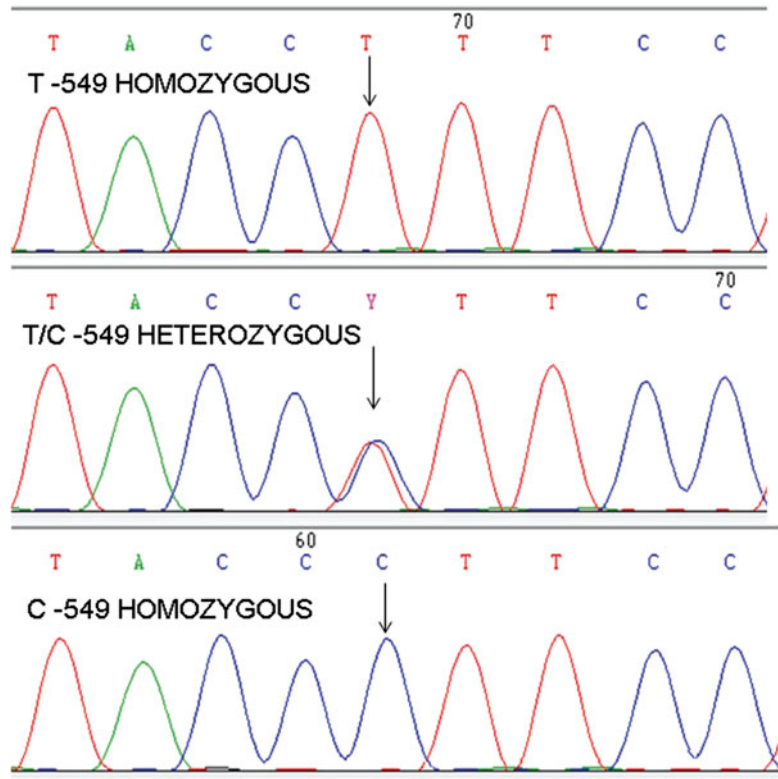 70
T A C C T T T C C
T -549 HOMOZYGOUS
70
T A C C Y T T C C
T/C -549 HETEROZYGOUS
60
T A C C C T T C C
C -549 HOMOZYGOUS